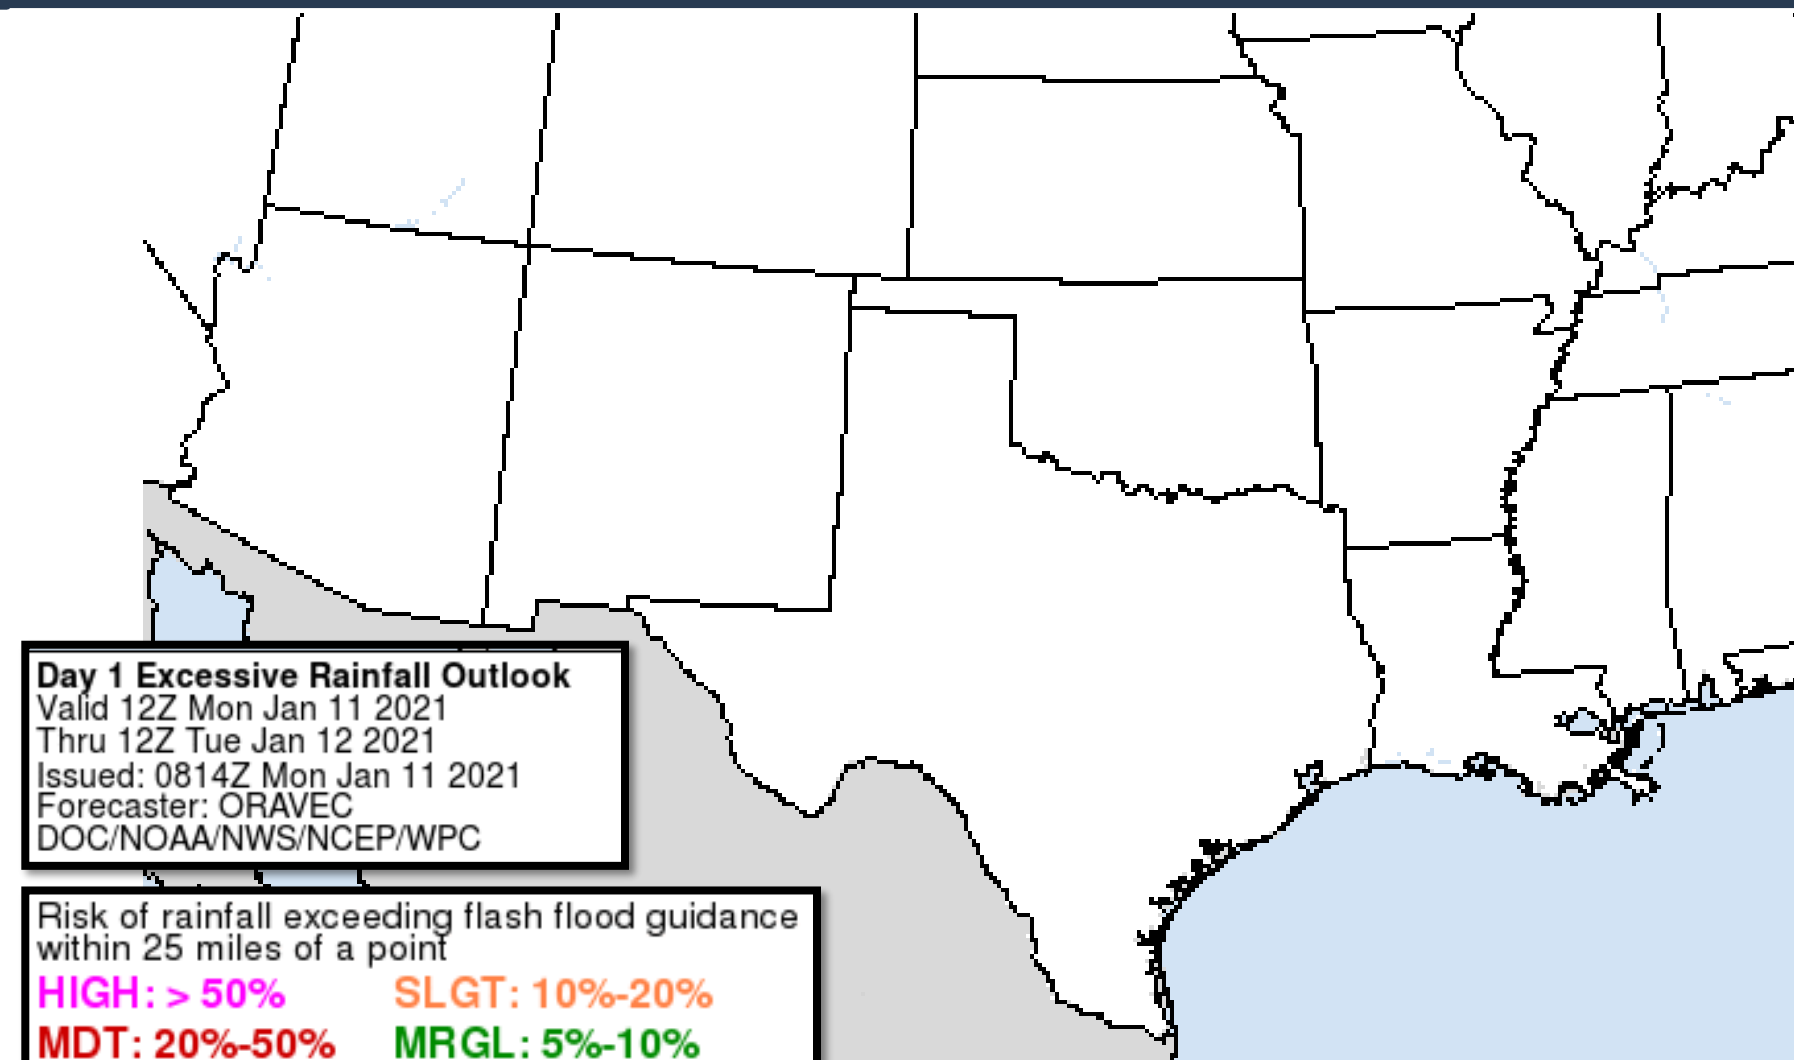 Day 1 Excessive Rainfall Outlook
Valid 12Z Mon Jan 11 2021
Thru 12Z Tue Jan 12 2021
Issued: 0814Z Mon Jan 11 2021
Forecaster: ORAVEC
DOC/NOAA/NWS/NCEP/WPC
Risk of rainfall exceeding flash flood guidance
within 25 miles of a point
HIGH: > 50% SLGT: 10%-20%
MDT: 20%-50% MRGL: 5%-10%